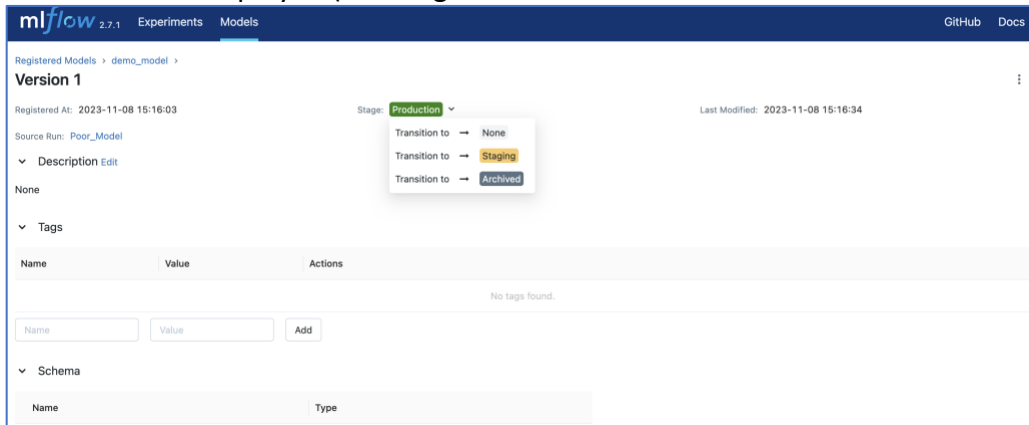 mlflow 2.7.1 Experiments Models GitHub Docs
Registered Models > demo_model >
Version 1
Registered At: 2023-11-08 15:16:03 Stage: Production Last Modified: 2023-11-08 15:16:34
Source Run: Poor_Model
Transition to → None
Description Edit
Transition to → Staging
Transition to → Archived
None
Tags
Name Value Actions
No tags found.
Name Value Add
Schema
Name Type